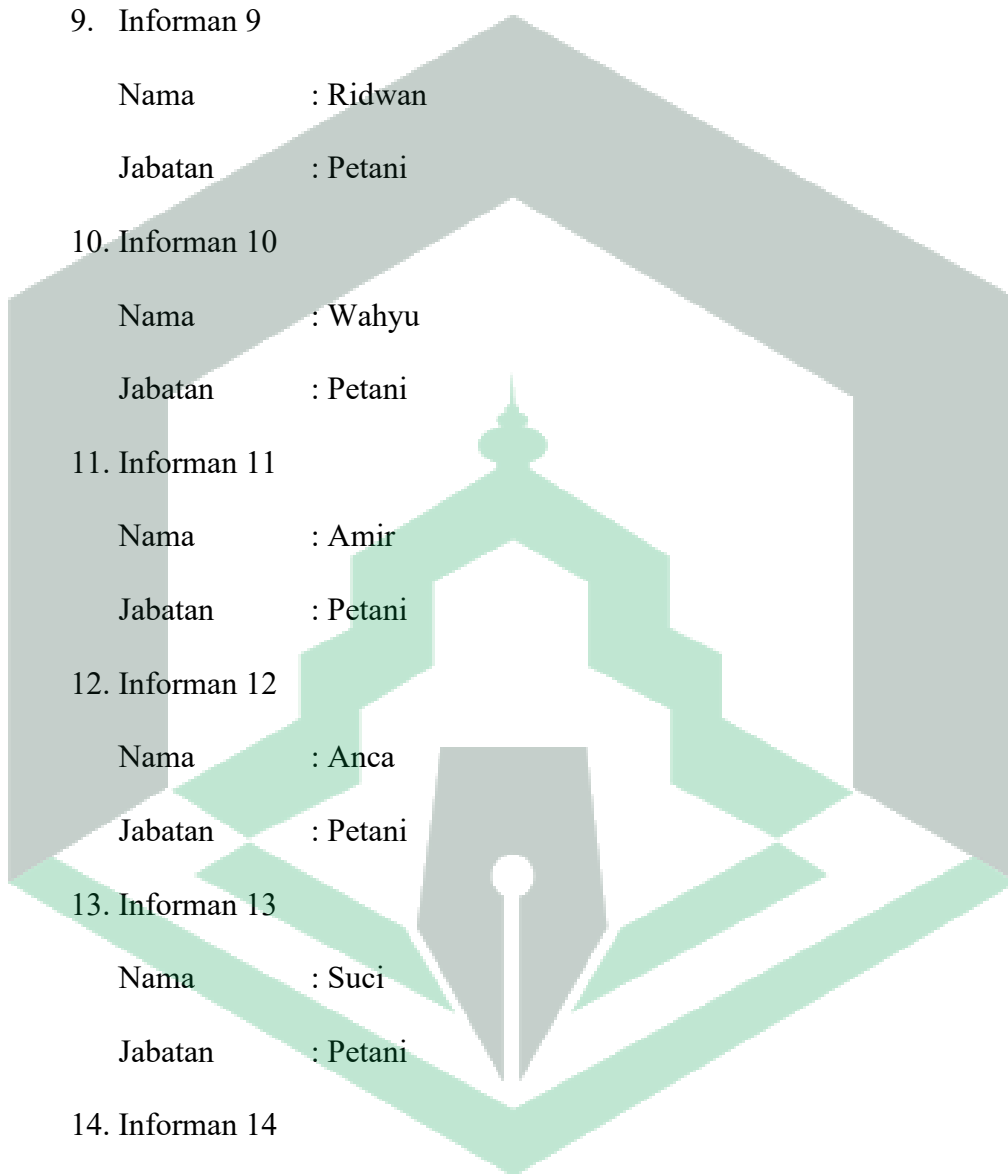 9. Informan 9
Nama : Ridwan
Jabatan : Petani
10. Informan 10
Nama : Wahyu
Jabatan : Petani
11. Informan 11
Nama : Amir
Jabatan : Petani
12. Informan 12
Nama : Anca
Jabatan : Petani
13. Informan 13
Nama : Suci
Jabatan : Petani
14. Informan 14